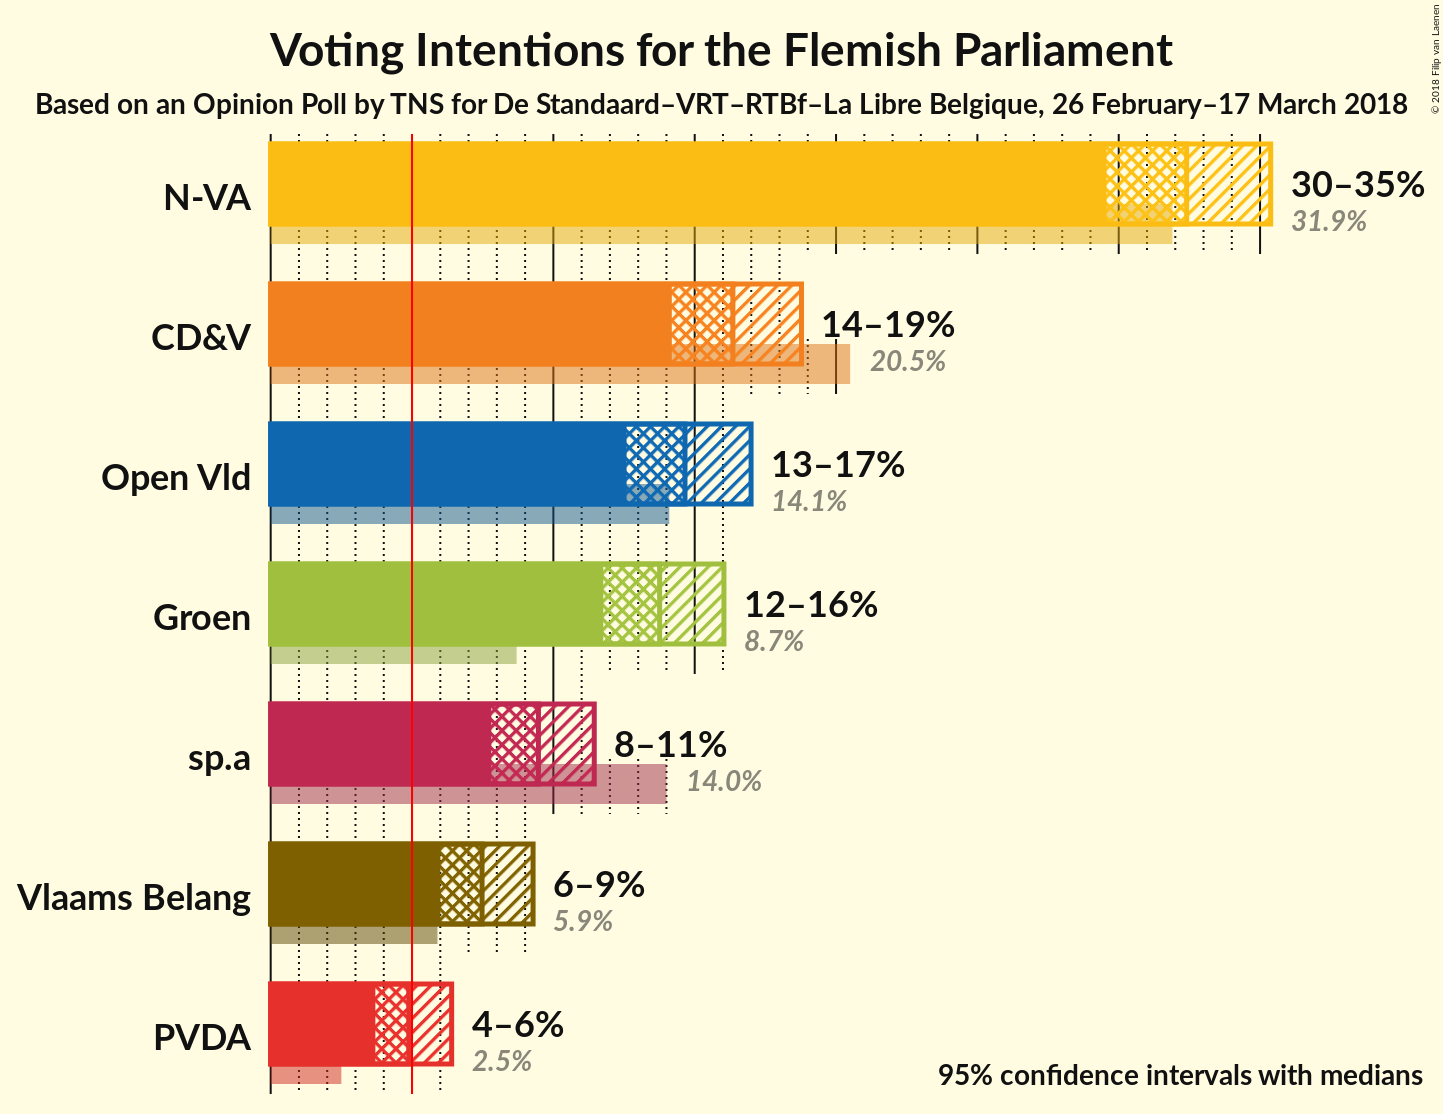 Voting Intentions for the Flemish Parliament
Based on an Opinion Poll by TNS for De Standaard–VRT–RTBf–La Libre Belgique, 26 February–17 March 2018
© 2018 Filip van Laenen
N-VA
30–35%
31.9%
CD&V
14–19%
20.5%
Open Vld
13–17%
14.1%
Groen
12–16%
8.7%
sp.a
8–11%
14.0%
Vlaams Belang
6–9%
5.9%
PVDA
4–6%
2.5%
95% confidence intervals with medians